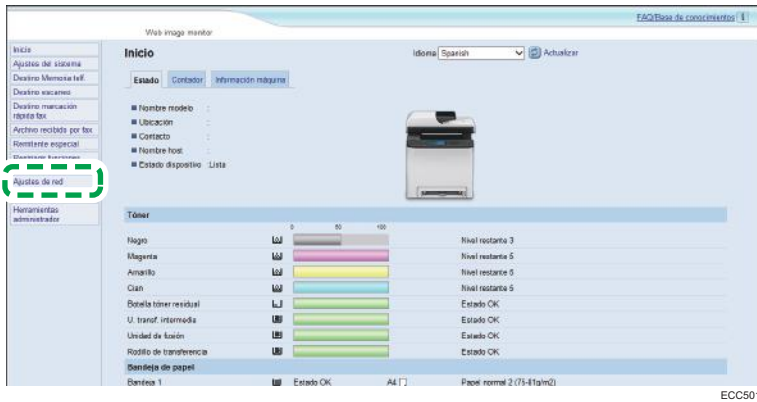 FAQ/Base de conocimientos
Web image monitor
Inicio
Ajustes del sistema
Destino Memoria telf.
Destino escaneo
Destino marcación
rápida fax
Archivo recibido por fax
Remitente especial
Restringir funciones
Ajustes de red
Herramientas
administrador
Inicio
Idioma Spanish Actualizar
Estado Contador Información máquina
Nombre modelo :
Ubicación :
Contacto :
Nombre host :
Estado dispositivo :Lista
Tóner
0 50 100
Negro Nivel restante 3
Magenta Nivel restante 5
Amarillo Nivel restante 5
Cian Nivel restante 5
Botella tóner residual Estado OK
U. transf. intermedia Estado OK
Unidad de fusión Estado OK
Rodillo de transferencia Estado OK
Bandeja de papel
Bandeja 1 Estado OK A4 Papel normal 2 (75-81g/m2)
ECC501